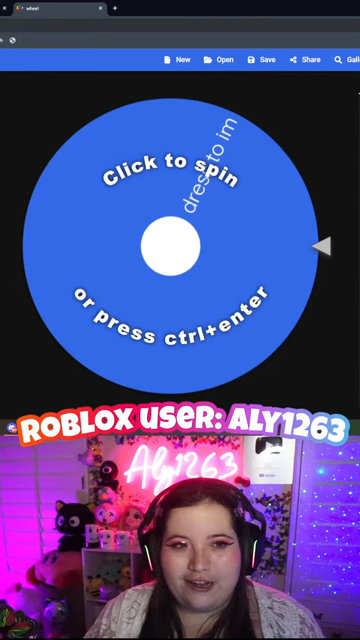 wheel
New Open Save Share Gall
Click to spin
dress to im
or press ctrl+enter
ROBLOX USER: ALY1263
Aly1263